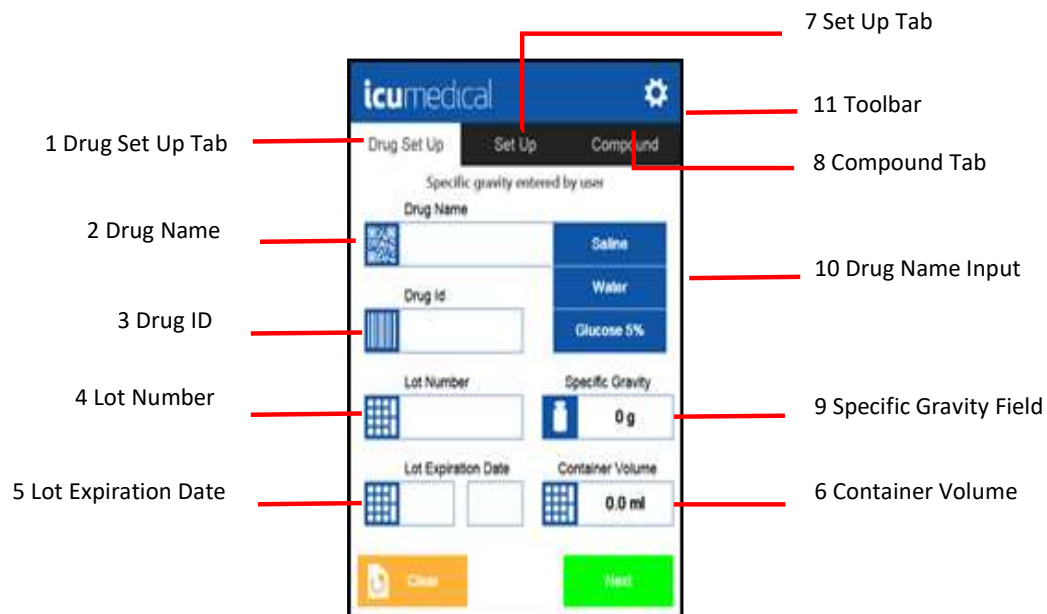 7 Set Up Tab
icumedical
11 Toolbar
1 Drug Set Up Tab
Drug Set Up Set Up Compound
8 Compound Tab
Specific gravity entered by user
Drug Name
2 Drug Name
Saline
10 Drug Name Input
Water
Drug Id
3 Drug ID
Glucose 5%
Lot Number Specific Gravity
4 Lot Number
0 g
9 Specific Gravity Field
Lot Expiration Date Container Volume
5 Lot Expiration Date
0.0 ml
6 Container Volume
Clear Next